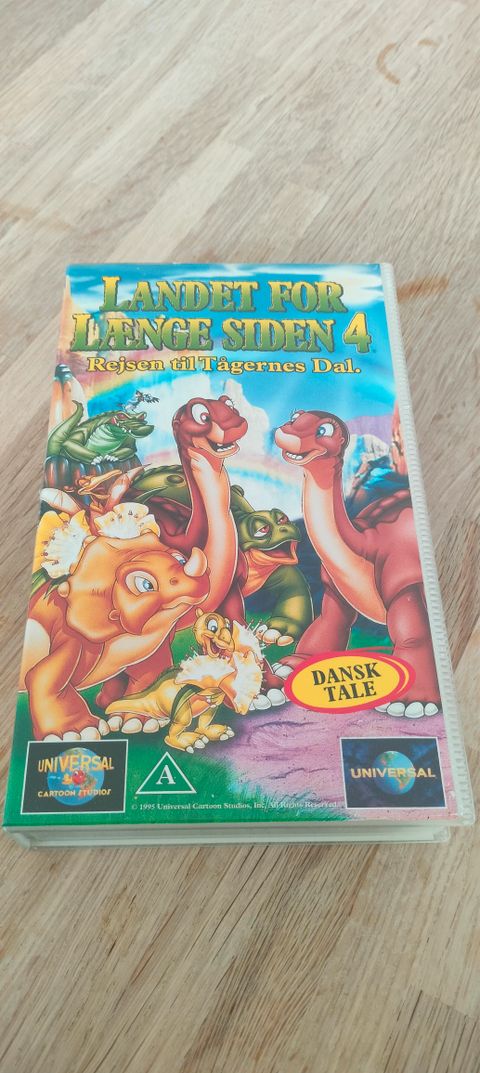 LANDET FOR
LÆNGE SIDEN 4
Rejsen til Tågernes Dal.
DANSK
TALE
UNIVERSAL
CARTOON STUDIOS
A
UNIVERSAL
© 1995 Universal Cartoon Studios, Inc. All Rights Reserved.